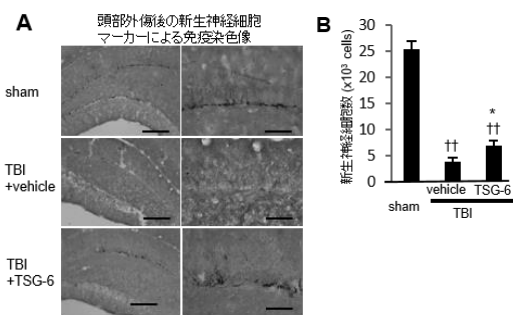 A
頭部外傷後の新生神経細胞
マーカーによる免疫染色像
sham
TBI
+vehicle
TBI
+TSG-6
B
新生神経細胞数 (x10³ cells)
30
25
20
15
10
5
0
††
*
††
sham
vehicle TSG-6
TBI